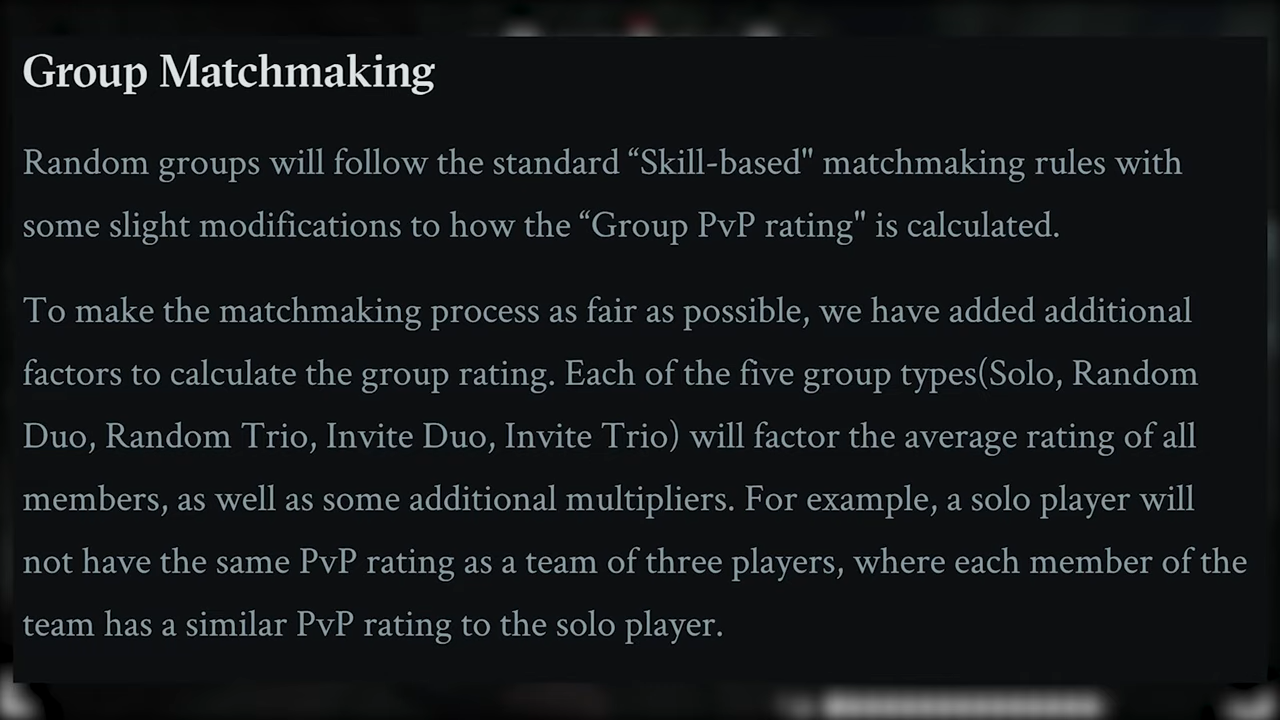 Group Matchmaking
Random groups will follow the standard “Skill-based" matchmaking rules with
some slight modifications to how the “Group PvP rating" is calculated.
To make the matchmaking process as fair as possible, we have added additional
factors to calculate the group rating. Each of the five group types(Solo, Random
Duo, Random Trio, Invite Duo, Invite Trio) will factor the average rating of all
members, as well as some additional multipliers. For example, a solo player will
not have the same PvP rating as a team of three players, where each member of the
team has a similar PvP rating to the solo player.